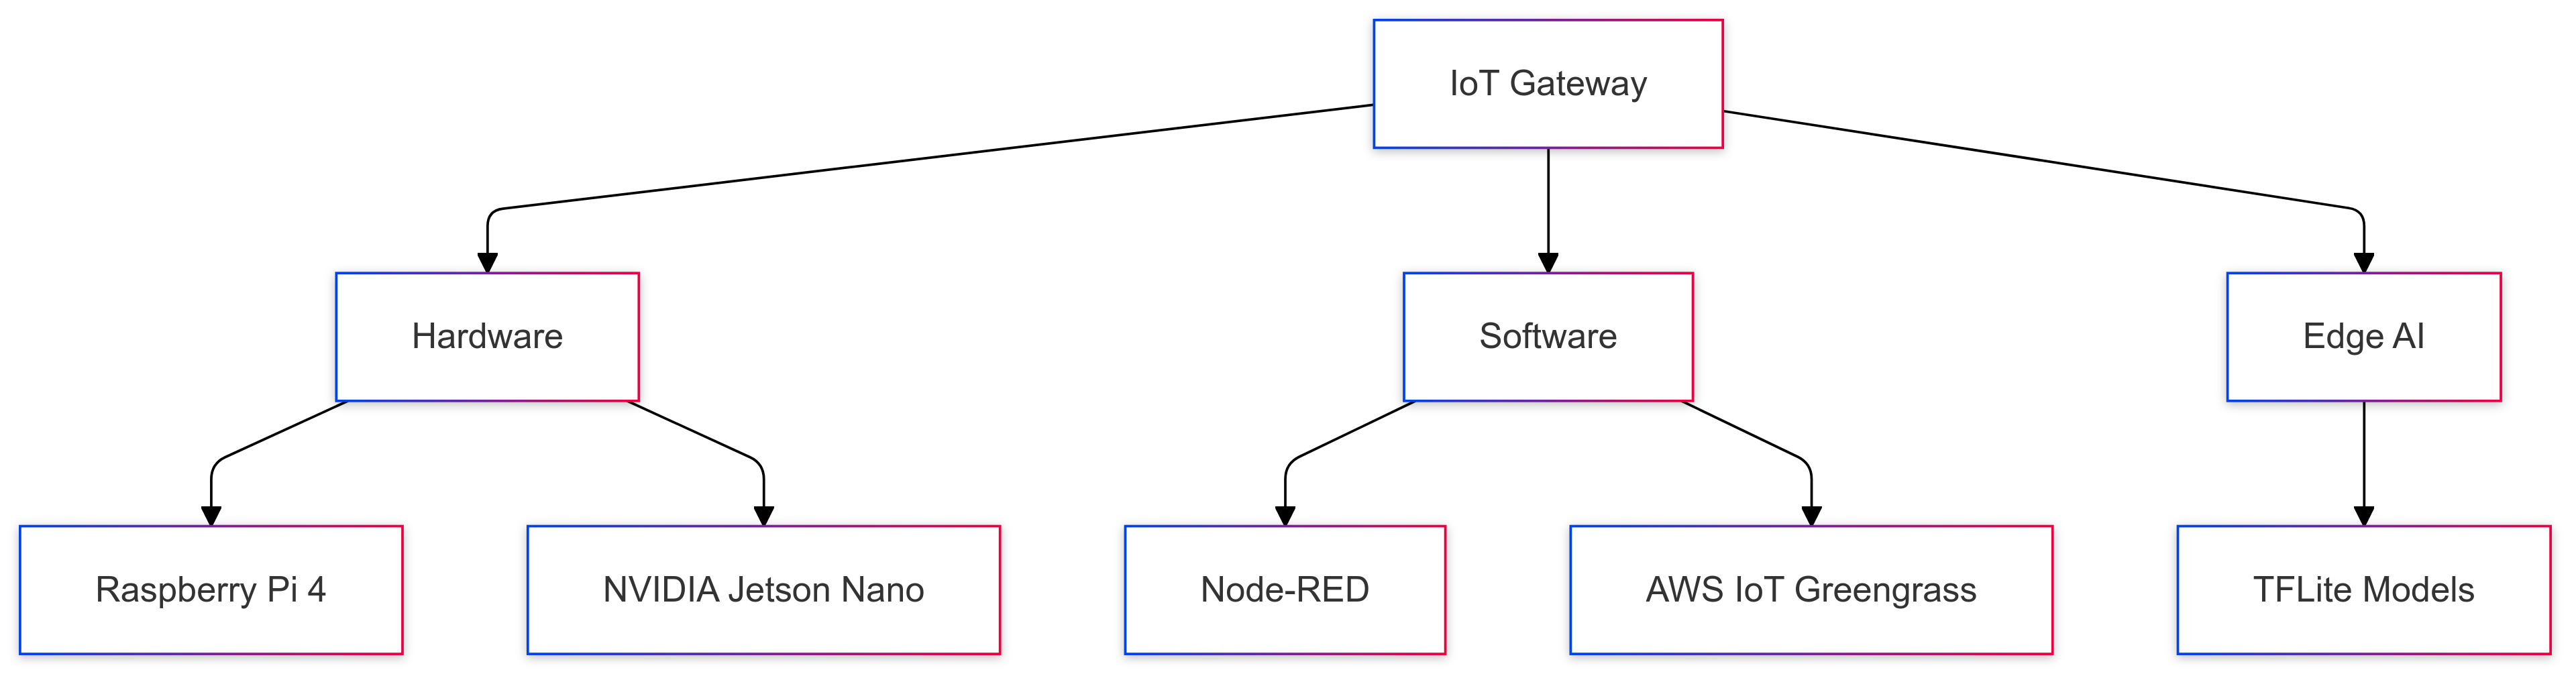 IoT Gateway
Hardware
Software
Edge AI
Raspberry Pi 4
NVIDIA Jetson Nano
Node-RED
AWS IoT Greengrass
TFLite Models